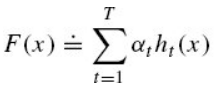 F(x) ≐ ∑_{t=1}^{T} α_t h_t(x)